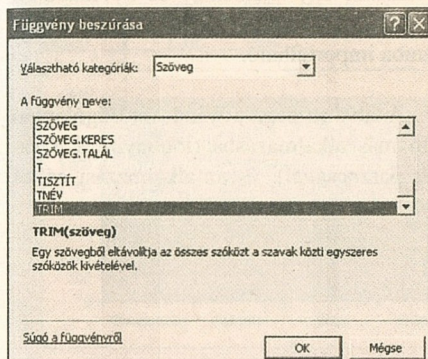 Függvény beszúrása
Választható kategóriák: Szöveg
A függvény neve:
SZÖVEG
SZÖVEG.KERES
SZÖVEG.TALÁL
T
TISZTÍT
TNÉV
TRIM
TRIM(szöveg)
Egy szövegből eltávolítja az összes szóközt a szavak közti egyszeres
szóközök kivételével.
Súgó a függvényről
OK Mégse